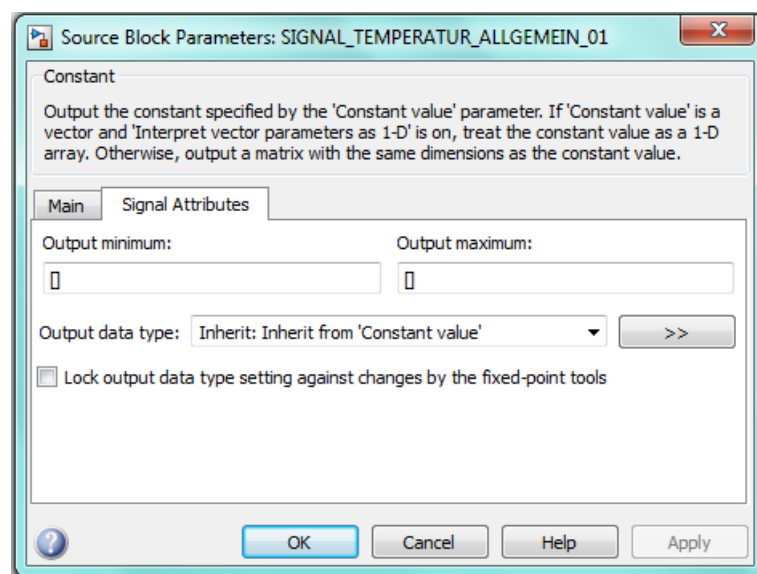 Source Block Parameters: SIGNAL_TEMPERATUR_ALLGEMEIN_01
Constant
Output the constant specified by the 'Constant value' parameter. If 'Constant value' is a
vector and 'Interpret vector parameters as 1-D' is on, treat the constant value as a 1-D
array. Otherwise, output a matrix with the same dimensions as the constant value.
Main Signal Attributes
Output minimum: Output maximum:
[] []
Output data type: Inherit: Inherit from 'Constant value' >>
Lock output data type setting against changes by the fixed-point tools
? OK Cancel Help Apply